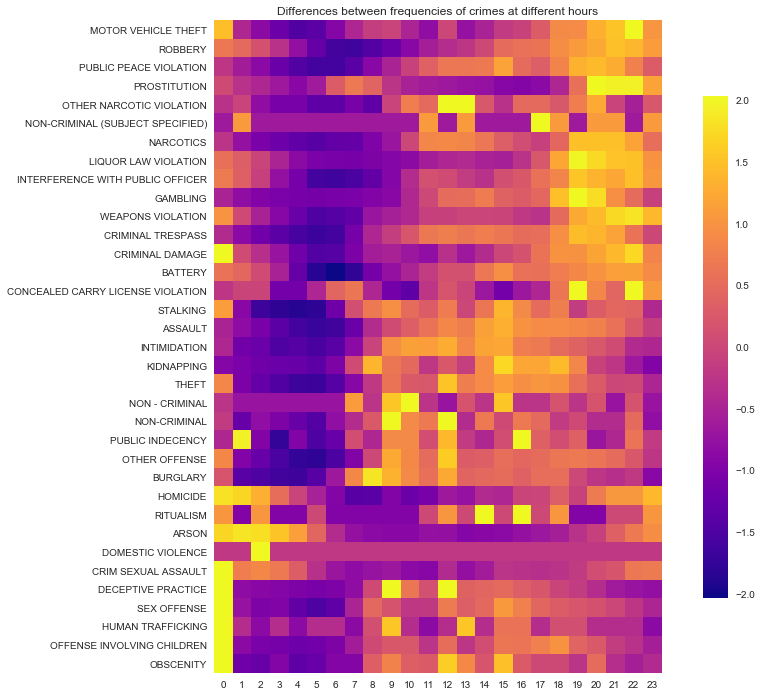 Differences between frequencies of crimes at different hours
MOTOR VEHICLE THEFT
ROBBERY
PUBLIC PEACE VIOLATION
PROSTITUTION
OTHER NARCOTIC VIOLATION
NON-CRIMINAL (SUBJECT SPECIFIED)
NARCOTICS
LIQUOR LAW VIOLATION
INTERFERENCE WITH PUBLIC OFFICER
GAMBLING
WEAPONS VIOLATION
CRIMINAL TRESPASS
CRIMINAL DAMAGE
BATTERY
CONCEALED CARRY LICENSE VIOLATION
STALKING
ASSAULT
INTIMIDATION
KIDNAPPING
THEFT
NON - CRIMINAL
NON-CRIMINAL
PUBLIC INDECENCY
OTHER OFFENSE
BURGLARY
HOMICIDE
RITUALISM
ARSON
DOMESTIC VIOLENCE
CRIM SEXUAL ASSAULT
DECEPTIVE PRACTICE
SEX OFFENSE
HUMAN TRAFFICKING
OFFENSE INVOLVING CHILDREN
OBSCENITY
0 1 2 3 4 5 6 7 8 9 10 11 12 13 14 15 16 17 18 19 20 21 22 23
2.0
1.5
1.0
0.5
0.0
−0.5
−1.0
−1.5
−2.0